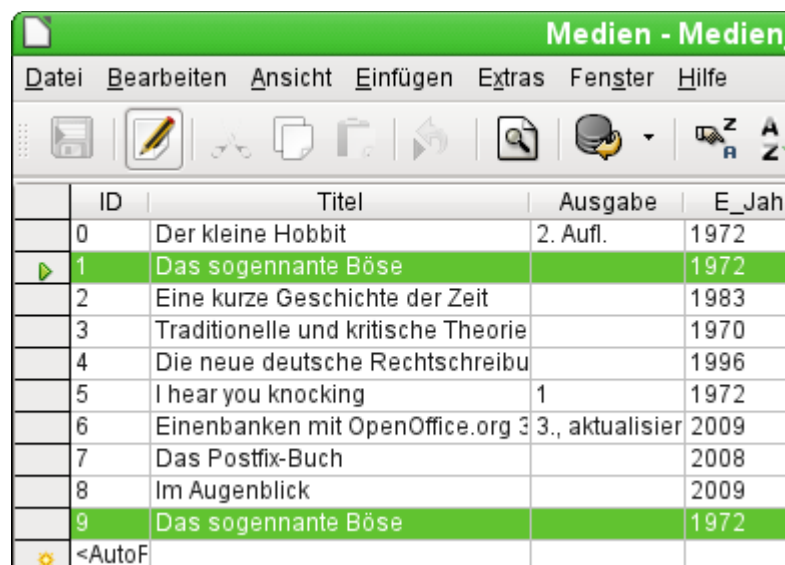 Medien - Medien
Datei Bearbeiten Ansicht Einfügen Extras Fenster Hilfe
ID Titel Ausgabe E_Jah
0 Der kleine Hobbit 2. Aufl. 1972
1 Das sogennante Böse 1972
2 Eine kurze Geschichte der Zeit 1983
3 Traditionelle und kritische Theorie 1970
4 Die neue deutsche Rechtschreibu 1996
5 I hear you knocking 1 1972
6 Einenbanken mit OpenOffice.org 3 3., aktualisier 2009
7 Das Postfix-Buch 2008
8 Im Augenblick 2009
9 Das sogennante Böse 1972
<AutoF